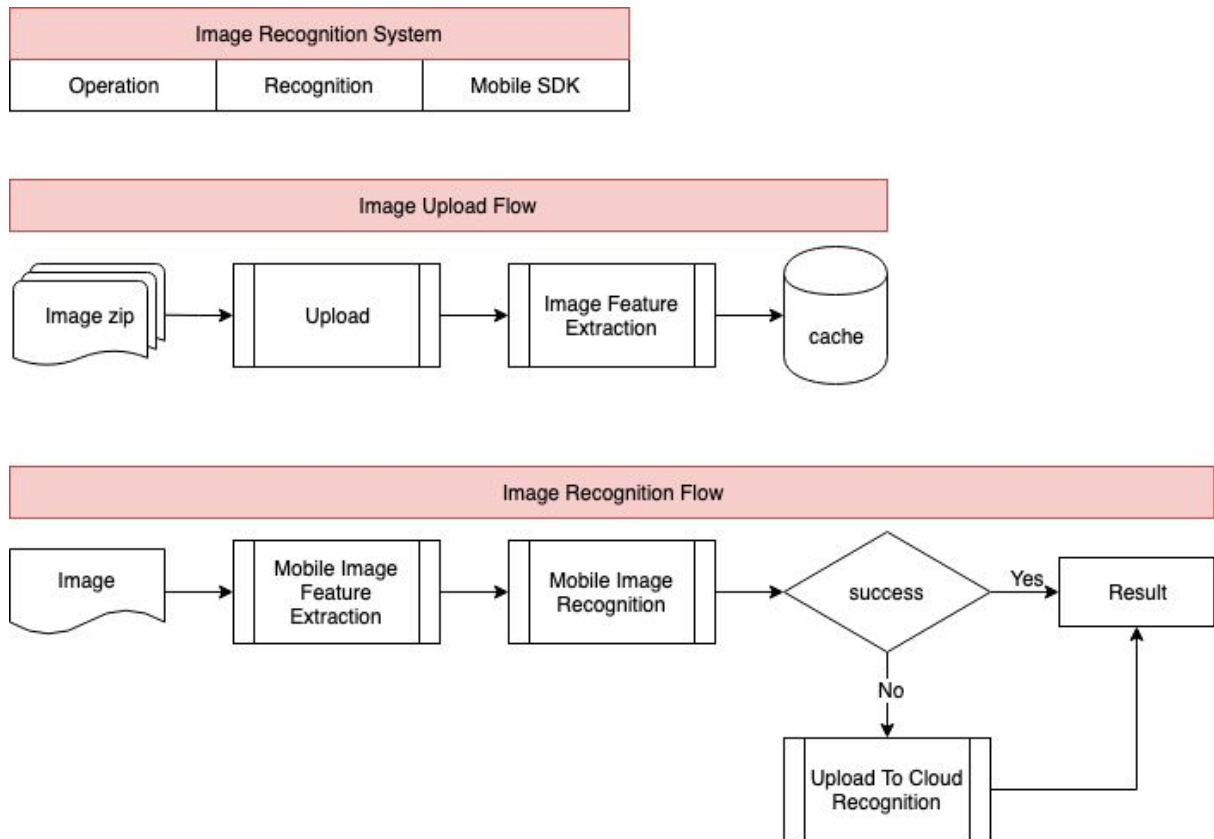 Image Recognition System
Operation
Recognition
Mobile SDK
Image Upload Flow
Image zip
Upload
Image Feature
Extraction
cache
Image Recognition Flow
Image
Mobile Image
Feature
Extraction
Mobile Image
Recognition
success
Yes
Result
No
Upload To Cloud
Recognition